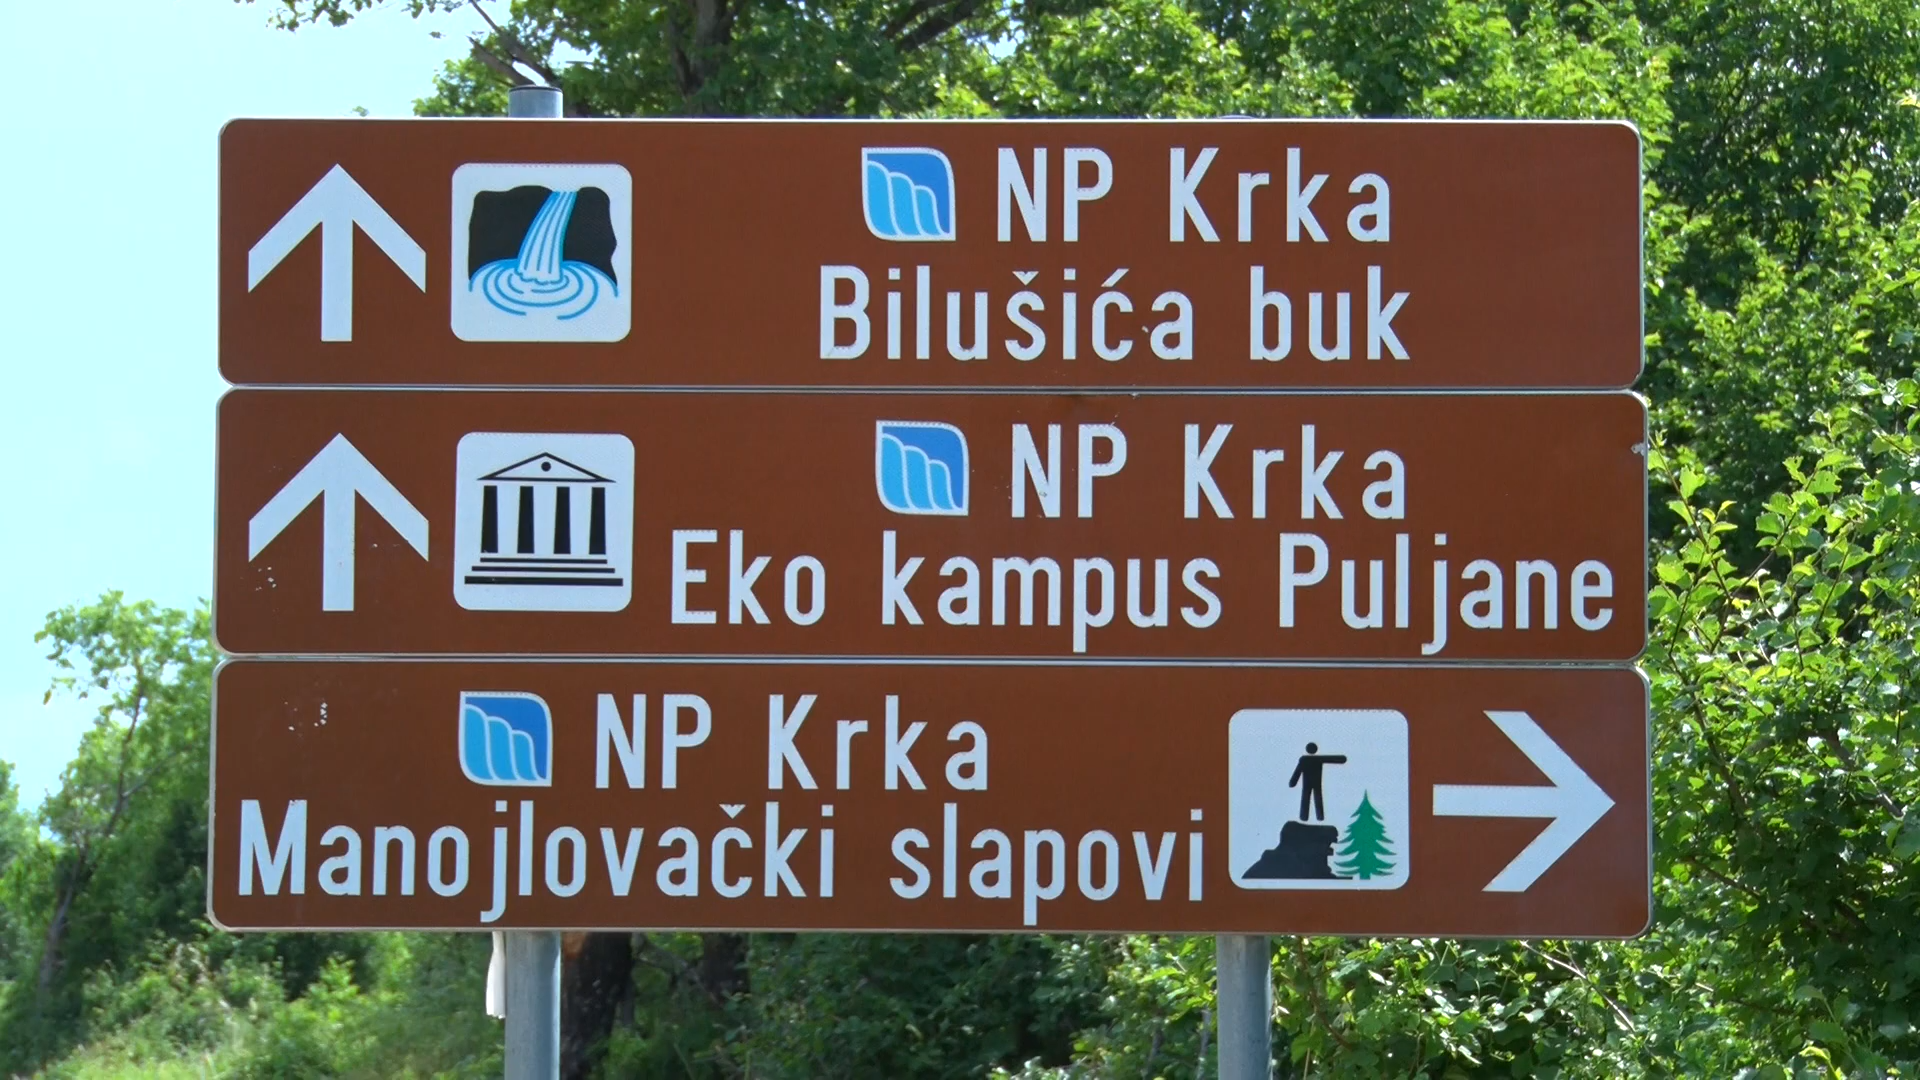 NP Krka
Bilušića buk
NP Krka
Eko kampus Puljane
NP Krka
Manojlovački slapovi